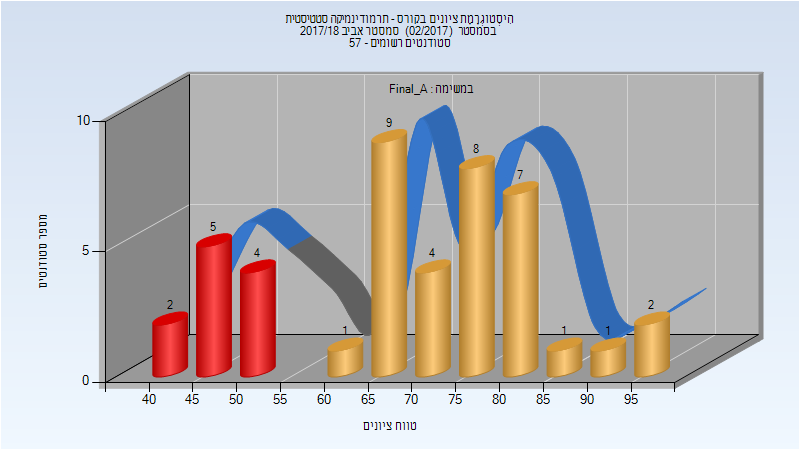 היסטוגרמת ציונים בקורס - תרמודינמיקה סטטיסטית
בסמסטר (02/2017) סמסטר אביב 2017/18
סטודנטים רשומים - 57
במשימה : Final_A
10
5
0
מספר סטודנטים
2
5
4
1
9
4
8
7
1
1
2
40 45 50 55 60 65 70 75 80 85 90 95
טווח ציונים